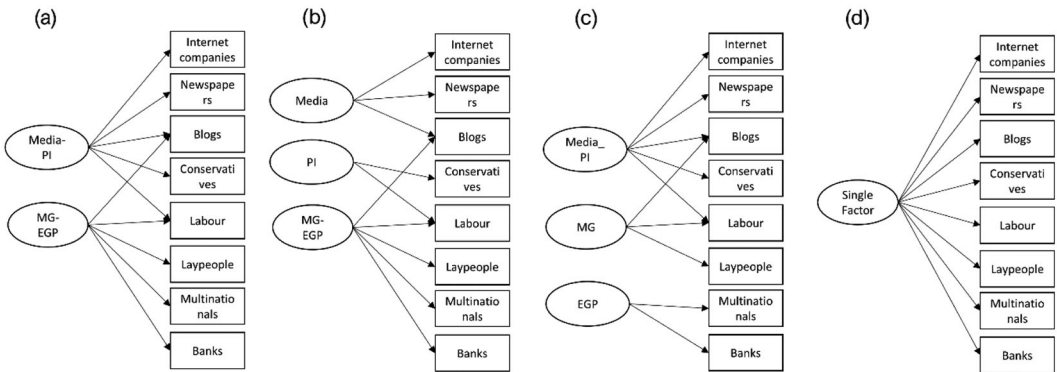 (a)
Media-
PI
MG-
EGP
Internet
companies
Newspape
rs
Blogs
Conservati
ves
Labour
Laypeople
Multinatio
nals
Banks
(b)
Media
PI
MG-
EGP
Internet
companies
Newspape
rs
Blogs
Conservati
ves
Labour
Laypeople
Multinatio
nals
Banks
(c)
Media_
PI
MG
EGP
Internet
companies
Newspape
rs
Blogs
Conservati
ves
Labour
Laypeople
Multinatio
nals
Banks
(d)
Single
Factor
Internet
companies
Newspape
rs
Blogs
Conservati
ves
Labour
Laypeople
Multinatio
nals
Banks